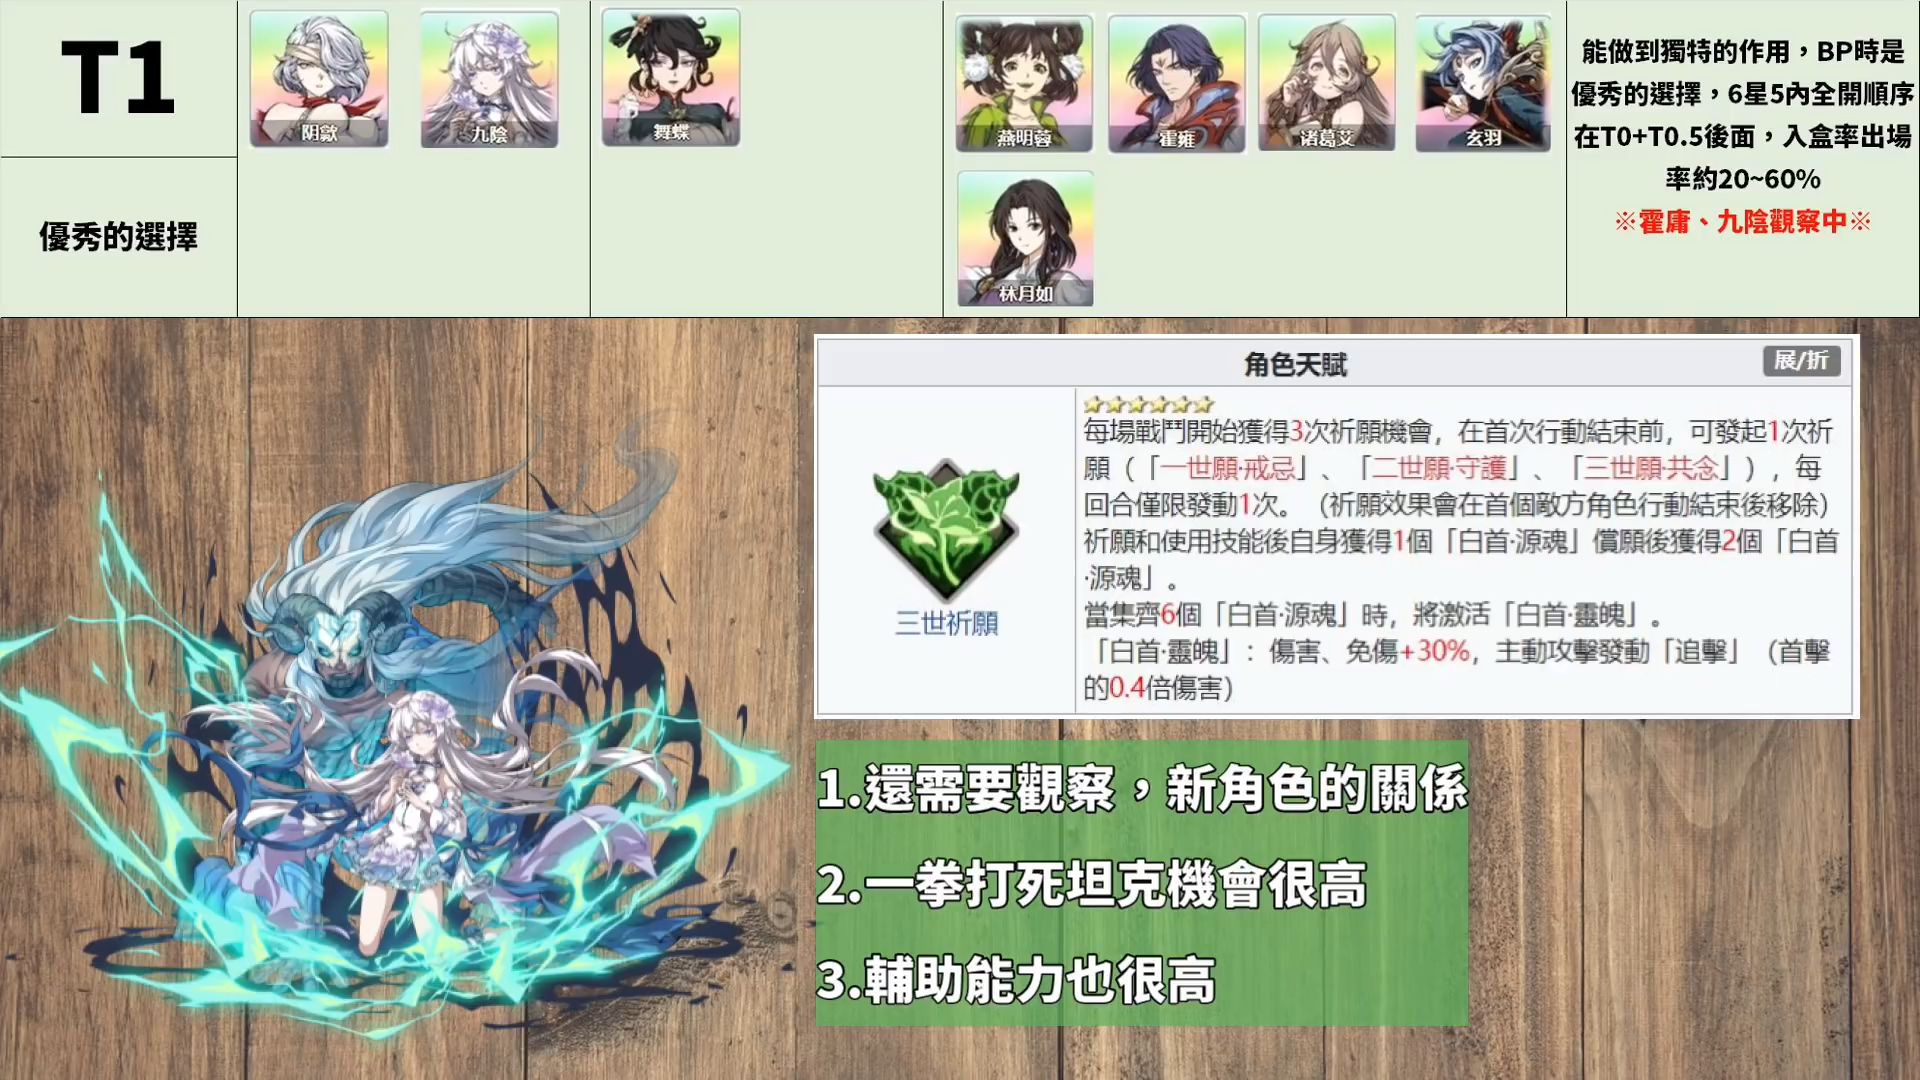 T1
優秀的選擇
阴歙
九陰
舞蝶
燕明蓉
霍雍
诸葛艾
玄羽
林月如
能做到獨特的作用，BP時是
優秀的選擇，6星5內全開順序
在T0+T0.5後面，入盒率出場
率約20~60%
※霍庸、九陰觀察中※
角色天賦
展/折
三世祈願
每場戰鬥開始獲得3次祈願機會，在首次行動結束前，可發起1次祈
願（「一世願·戒忌」、「二世願·守護」、「三世願·共念」），每
回合僅限發動1次。（祈願效果會在首個敵方角色行動結束後移除）
祈願和使用技能後自身獲得1個「白首·源魂」償願後獲得2個「白首
·源魂」。
當集齊6個「白首·源魂」時，將激活「白首·靈魄」。
「白首·靈魄」：傷害、免傷+30%，主動攻擊發動「追擊」（首擊
的0.4倍傷害）
1.還需要觀察，新角色的關係
2.一拳打死坦克機會很高
3.輔助能力也很高